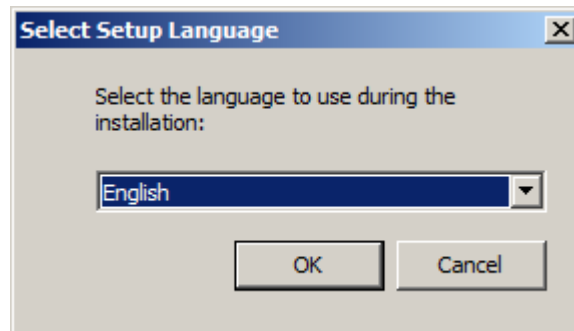 Select Setup Language
Select the language to use during the
installation:
English
OK
Cancel